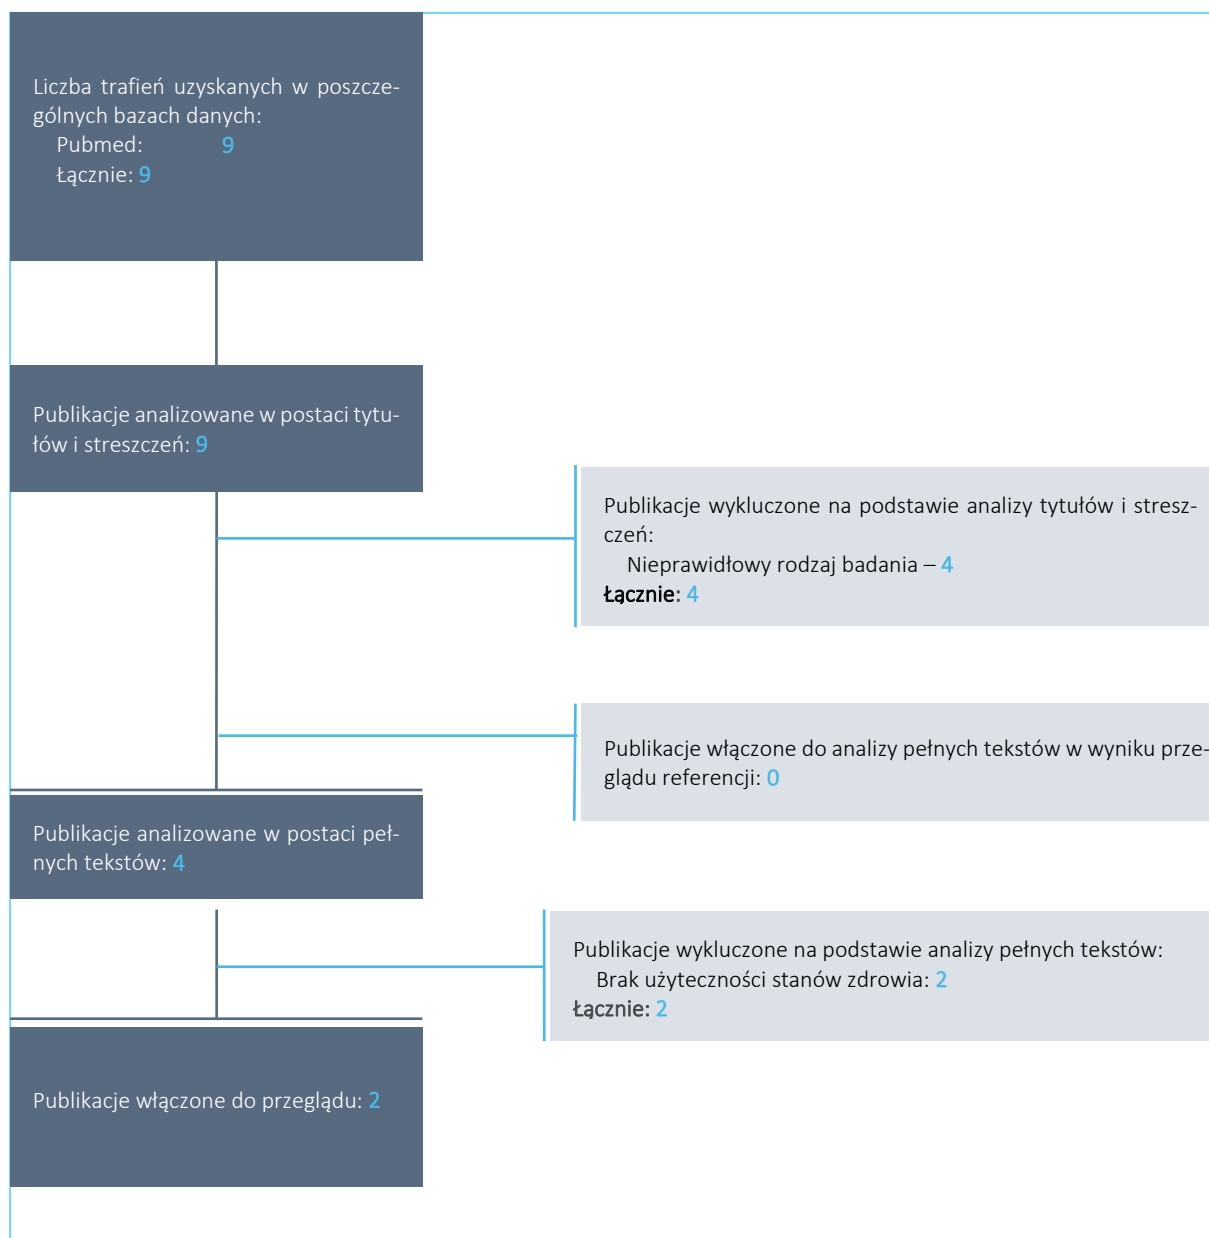 Liczba trafień uzyskanych w poszcze-
gólnych bazach danych:
Pubmed: 9
Łącznie: 9
Publikacje analizowane w postaci tytu-
łów i streszczeń: 9
Publikacje wykluczone na podstawie analizy tytułów i stresz-
czeń:
Nieprawidłowy rodzaj badania – 4
Łącznie: 4
Publikacje włączone do analizy pełnych tekstów w wyniku prze-
glądu referencji: 0
Publikacje analizowane w postaci peł-
nych tekstów: 4
Publikacje wykluczone na podstawie analizy pełnych tekstów:
Brak użyteczności stanów zdrowia: 2
Łącznie: 2
Publikacje włączone do przeglądu: 2